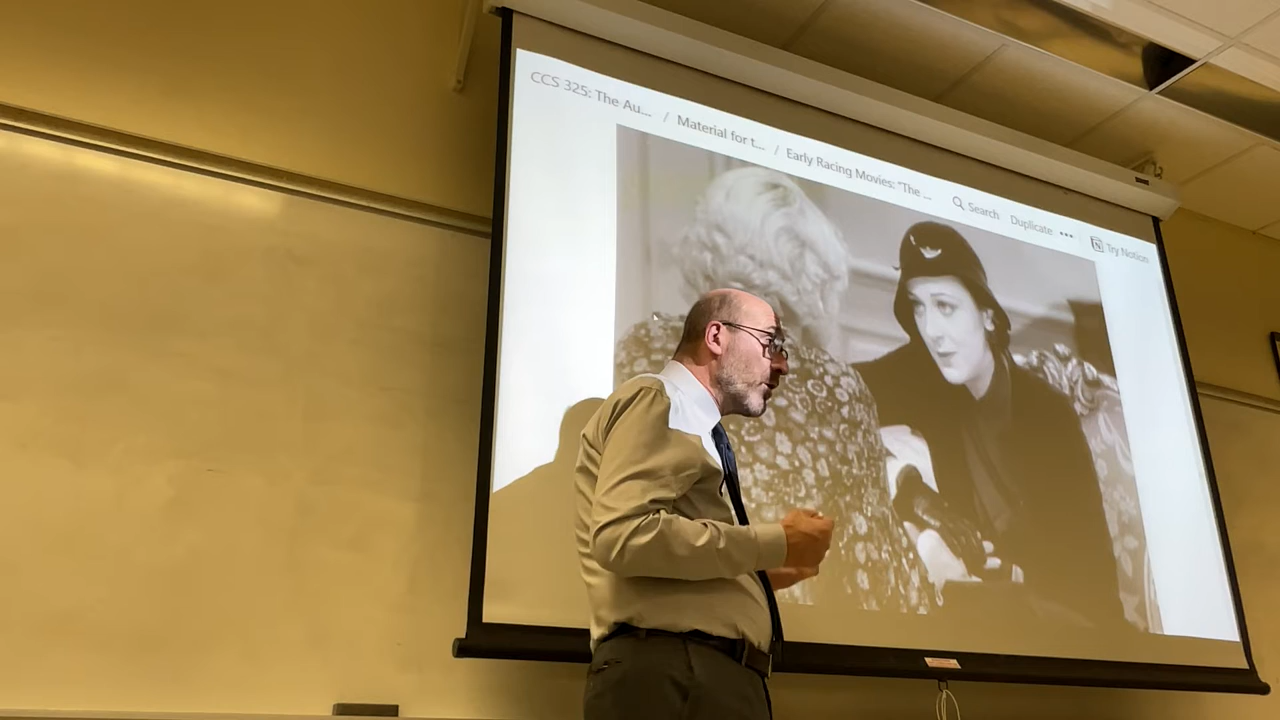 CCS 325: The Au... / Material for t... / Early Racing Movies: "The ... Search Duplicate ••• Try Notion